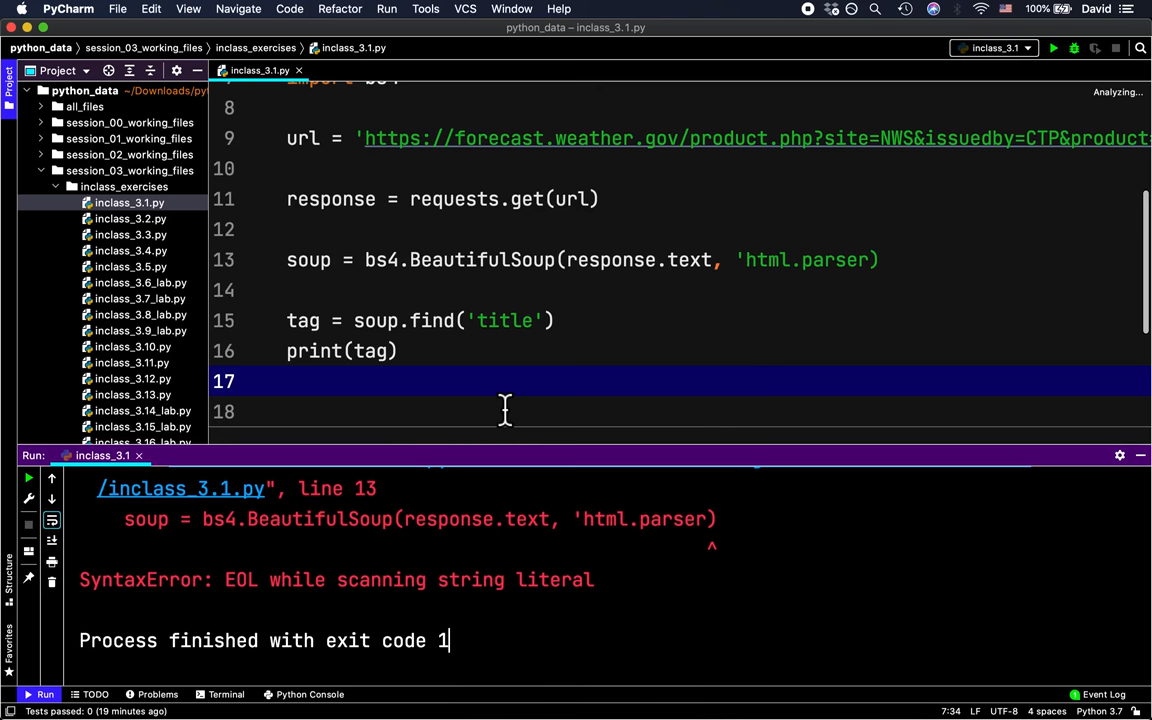 PyCharm File Edit View Navigate Code Refactor Run Tools VCS Window Help 100% David
python_data – inclass_3.1.py
python_data session_03_working_files inclass_exercises inclass_3.1.py inclass_3.1
Project
Project
inclass_3.1.py
Analyzing...
python_data ~/Downloads/py
all_files
session_00_working_files
session_01_working_files
session_02_working_files
session_03_working_files
inclass_exercises
inclass_3.1.py
inclass_3.2.py
inclass_3.3.py
inclass_3.4.py
inclass_3.5.py
inclass_3.6_lab.py
inclass_3.7_lab.py
inclass_3.8_lab.py
inclass_3.9_lab.py
inclass_3.10.py
inclass_3.11.py
inclass_3.12.py
inclass_3.13.py
inclass_3.14_lab.py
inclass_3.15_lab.py
inclass_3.16_lab.py
8
9 url = 'https://forecast.weather.gov/product.php?site=NWS&issuedby=CTP&product=
10
11 response = requests.get(url)
12
13 soup = bs4.BeautifulSoup(response.text, 'html.parser)
14
15 tag = soup.find('title')
16 print(tag)
17
18
Run: inclass_3.1
/inclass_3.1.py", line 13
soup = bs4.BeautifulSoup(response.text, 'html.parser)
^
SyntaxError: EOL while scanning string literal
Process finished with exit code 1
Structure
Favorites
Run TODO Problems Terminal Python Console 1 Event Log
Tests passed: 0 (19 minutes ago) 7:34 LF UTF-8 4 spaces Python 3.7